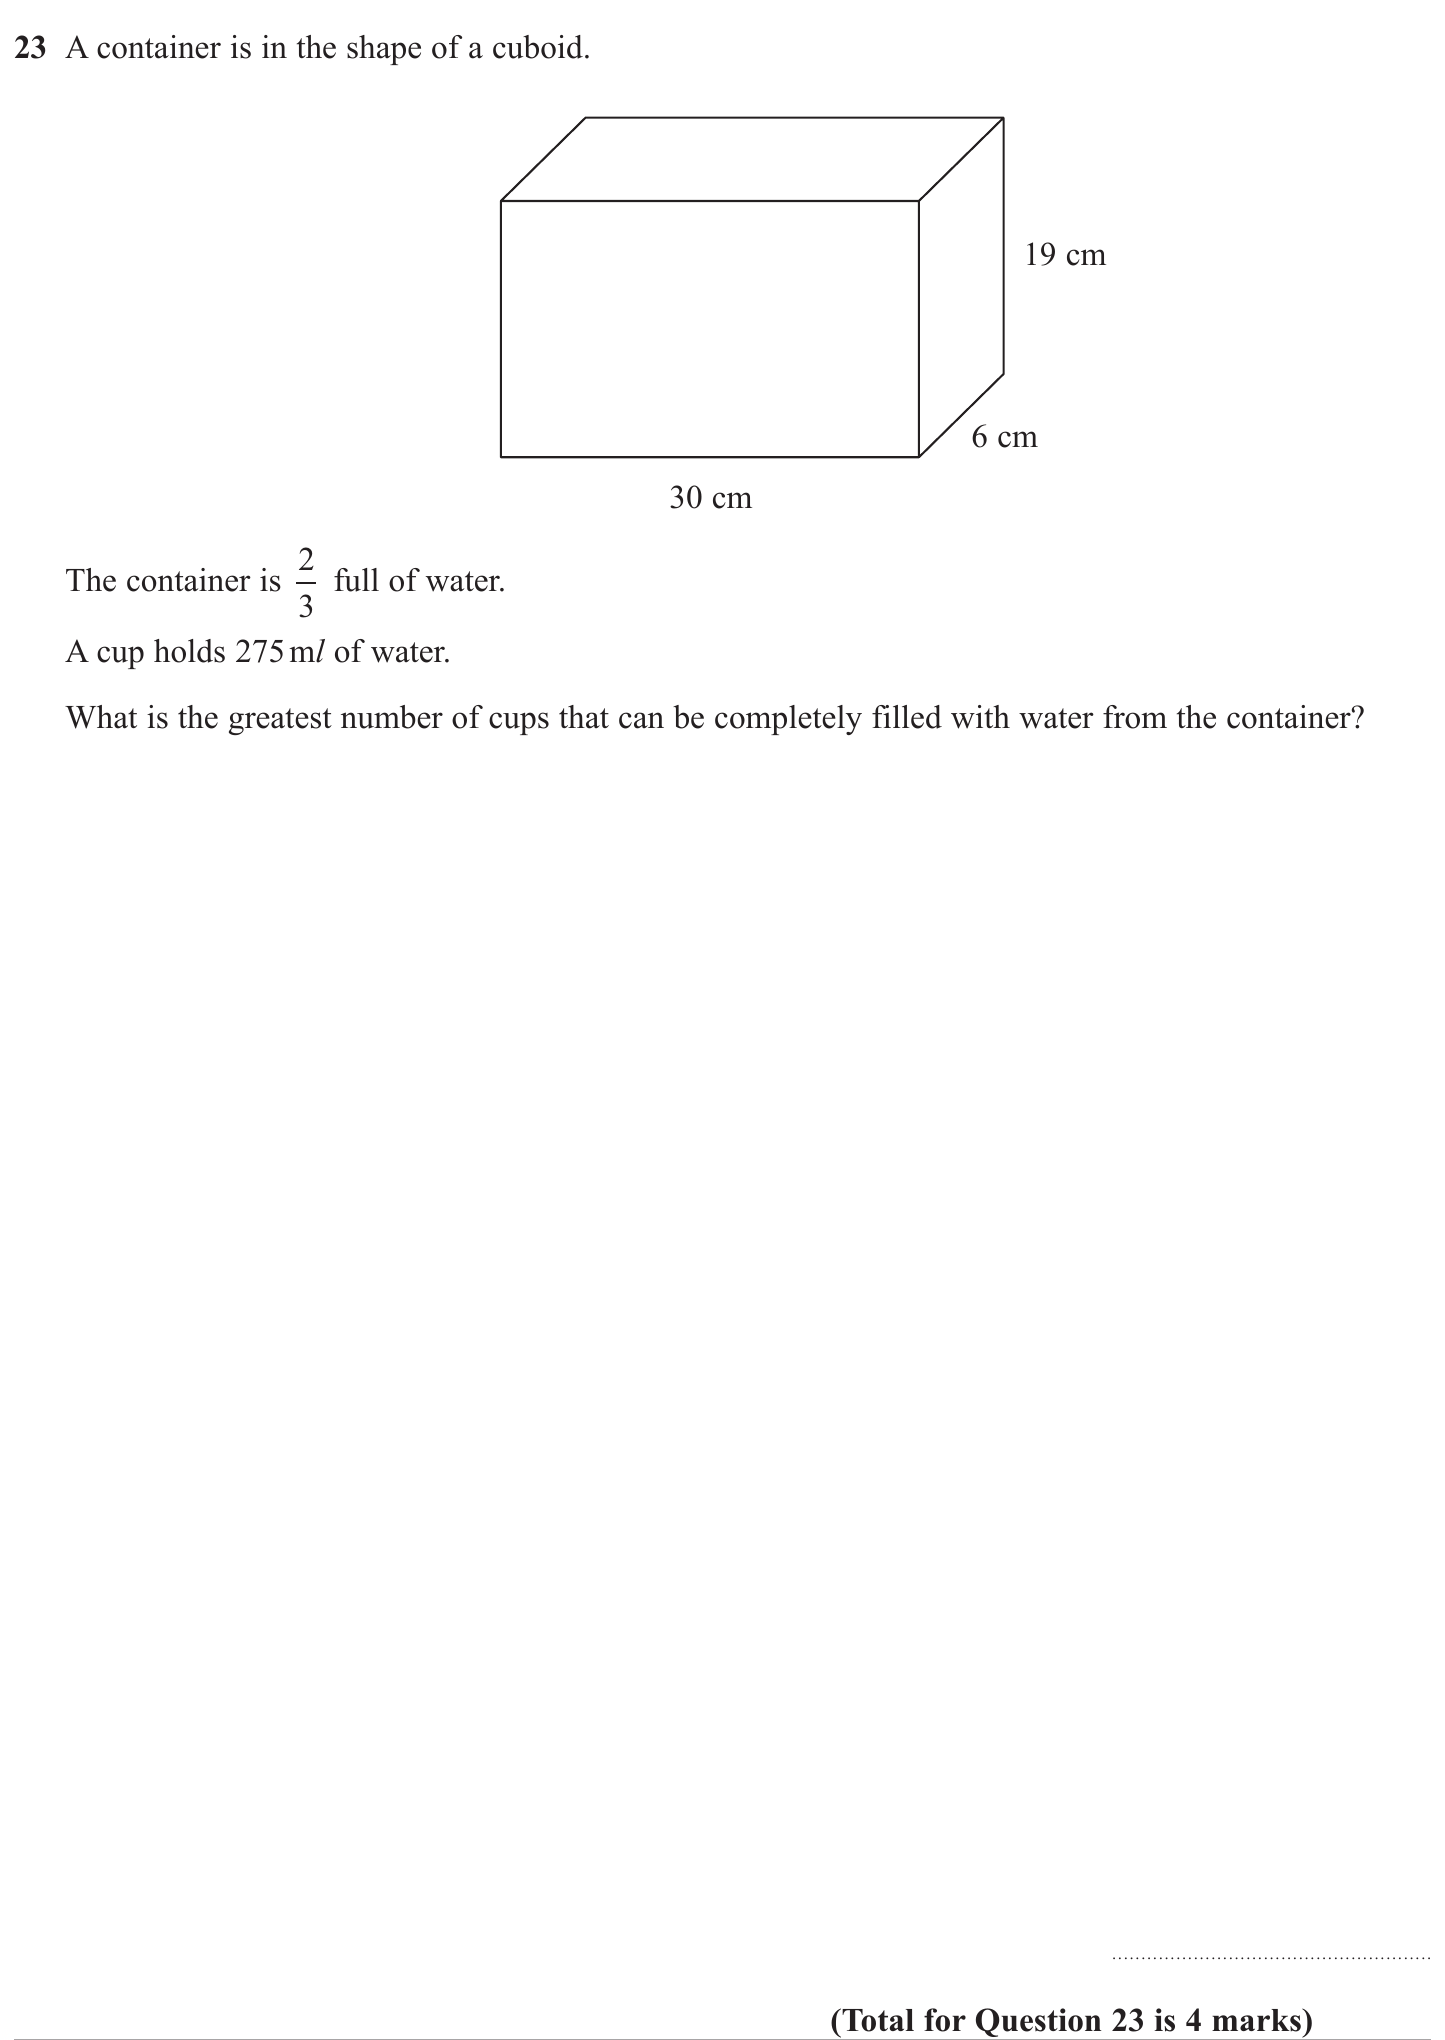 23 A container is in the shape of a cuboid.
19 cm
6 cm
30 cm
The container is 2/3 full of water.
A cup holds 275 ml of water.
What is the greatest number of cups that can be completely filled with water from the container?
(Total for Question 23 is 4 marks)